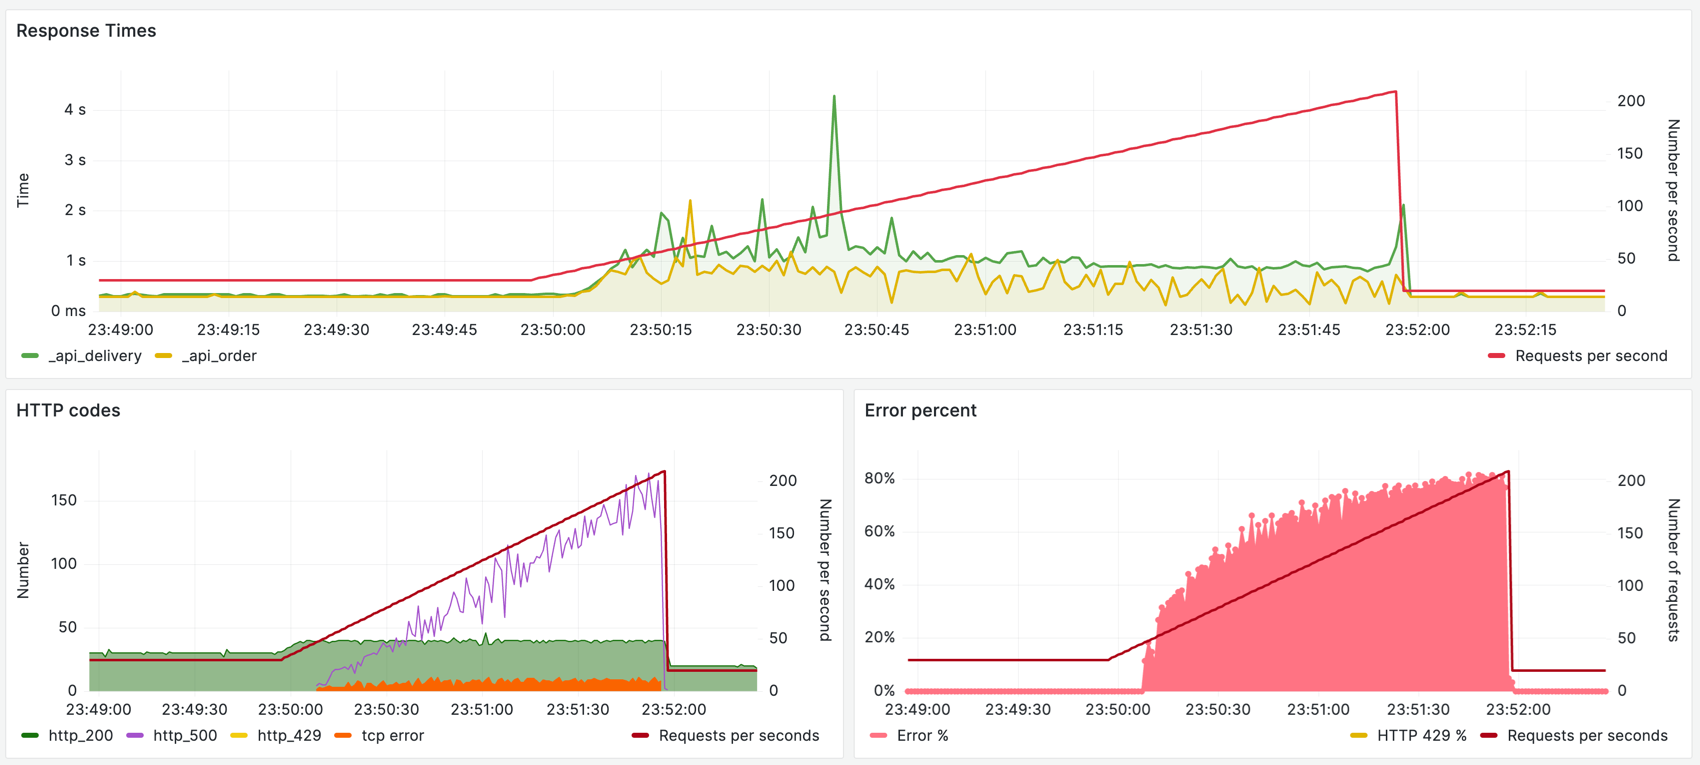 Response Times
4 s
3 s
2 s
1 s
0 ms
Time
200
150
100
50
0
Number per second
23:49:00 23:49:15 23:49:30 23:49:45 23:50:00 23:50:15 23:50:30 23:50:45 23:51:00 23:51:15 23:51:30 23:51:45 23:52:00 23:52:15
_api_delivery _api_order Requests per second
HTTP codes
150
100
50
0
Number
200
150
100
50
0
Number per second
23:49:00 23:49:30 23:50:00 23:50:30 23:51:00 23:51:30 23:52:00
http_200 http_500 http_429 tcp error Requests per seconds
Error percent
80%
60%
40%
20%
0%
200
150
100
50
0
Number of requests
23:49:00 23:49:30 23:50:00 23:50:30 23:51:00 23:51:30 23:52:00
Error % HTTP 429 % Requests per seconds